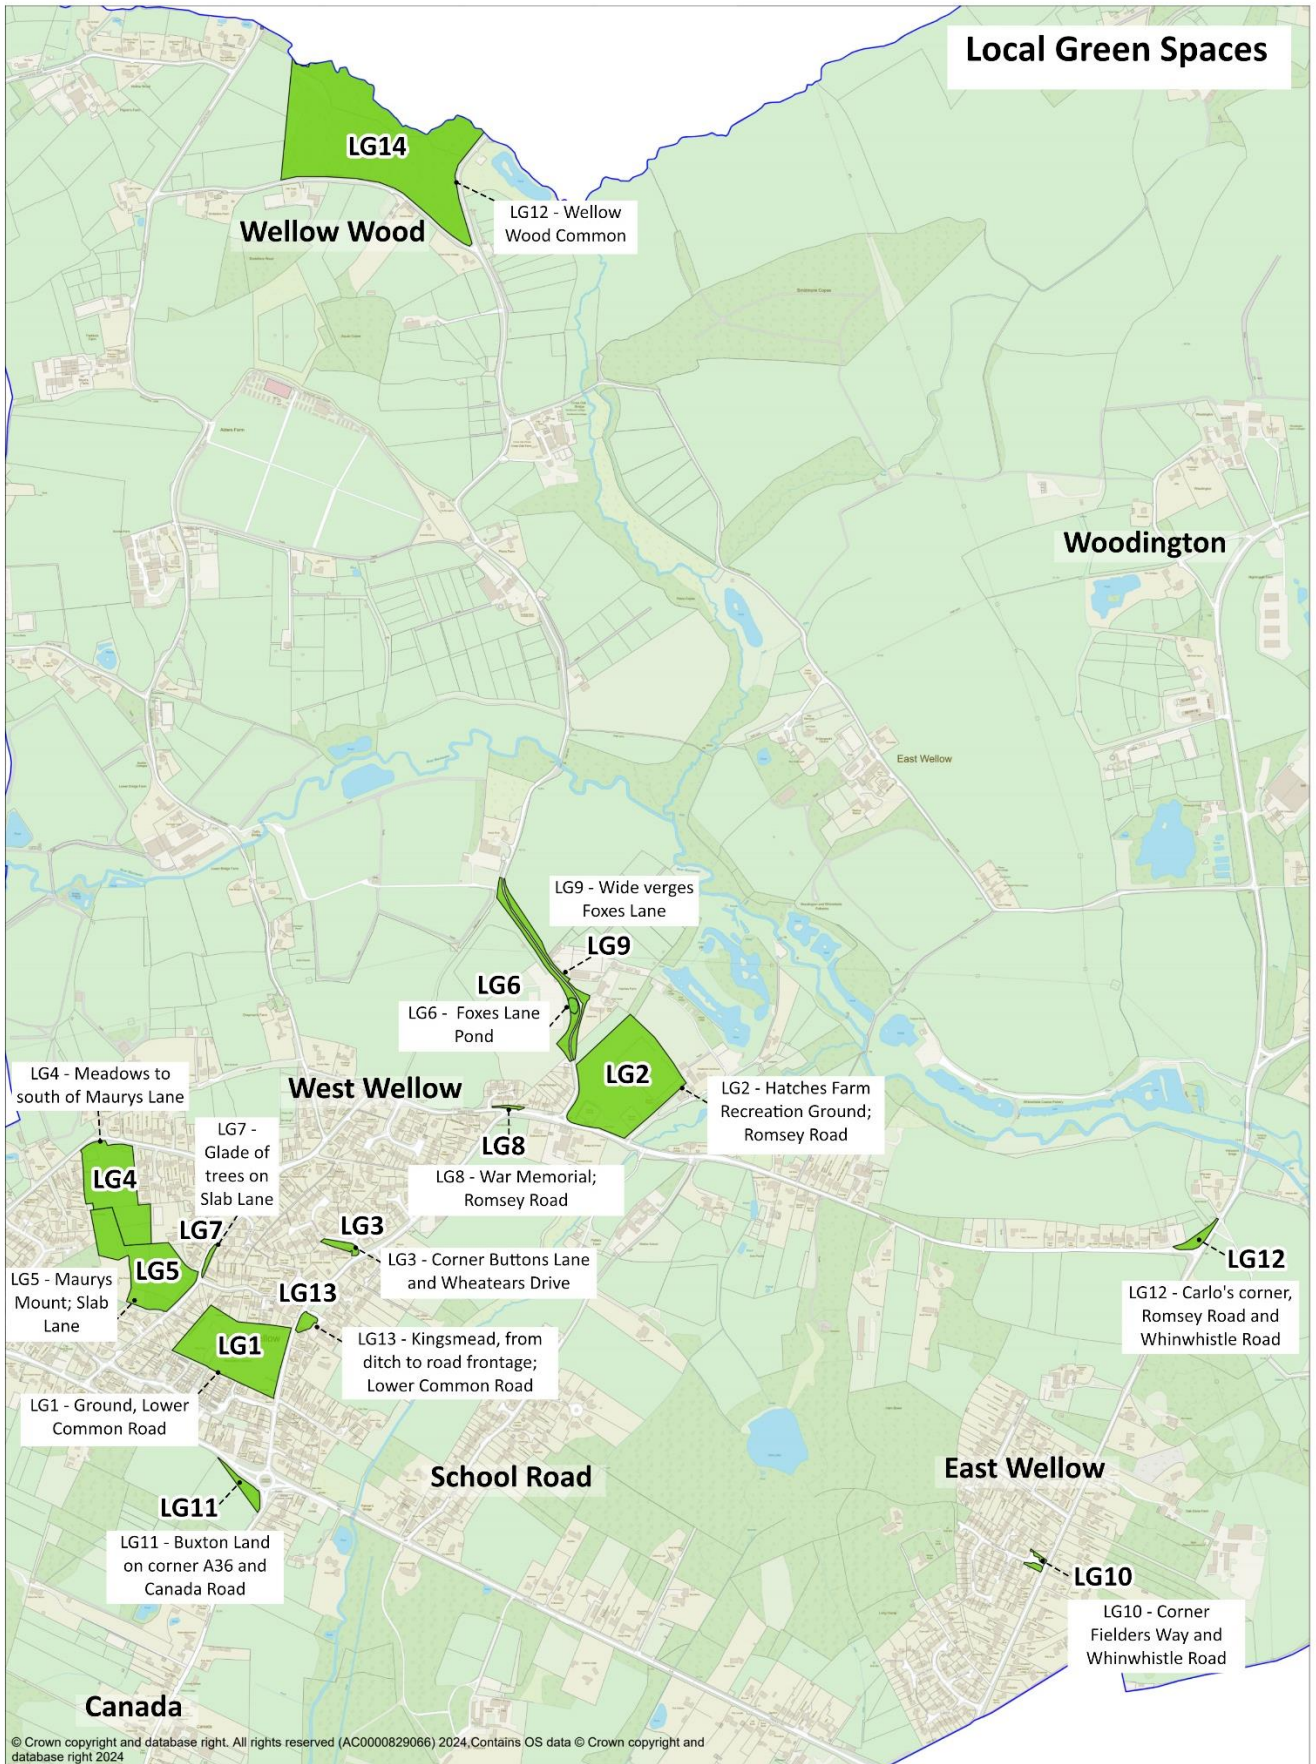 Local Green Spaces
LG14
LG12 - Wellow
Wood Common
Wellow Wood
Woodington
East Wellow
LG9 - Wide verges
Foxes Lane
LG9
LG6
LG6 - Foxes Lane
Pond
LG2
LG2 - Hatches Farm
Recreation Ground;
Romsey Road
West Wellow
LG4 - Meadows to
south of Maurys Lane
LG7 -
Glade of
trees on
Slab Lane
LG8
LG8 - War Memorial;
Romsey Road
LG4
LG7
LG3
LG3 - Corner Buttons Lane
and Wheatears Drive
LG5
LG5 - Maurys
Mount; Slab
Lane
LG12
LG12 - Carlo's corner,
Romsey Road and
Whinwhistle Road
LG13
LG13 - Kingsmead, from
ditch to road frontage;
Lower Common Road
LG1
LG1 - Ground, Lower
Common Road
School Road
East Wellow
LG11
LG11 - Buxton Land
on corner A36 and
Canada Road
LG10
LG10 - Corner
Fielders Way and
Whinwhistle Road
Canada
© Crown copyright and database right. All rights reserved (AC0000829066) 2024,Contains OS data © Crown copyright and
database right 2024